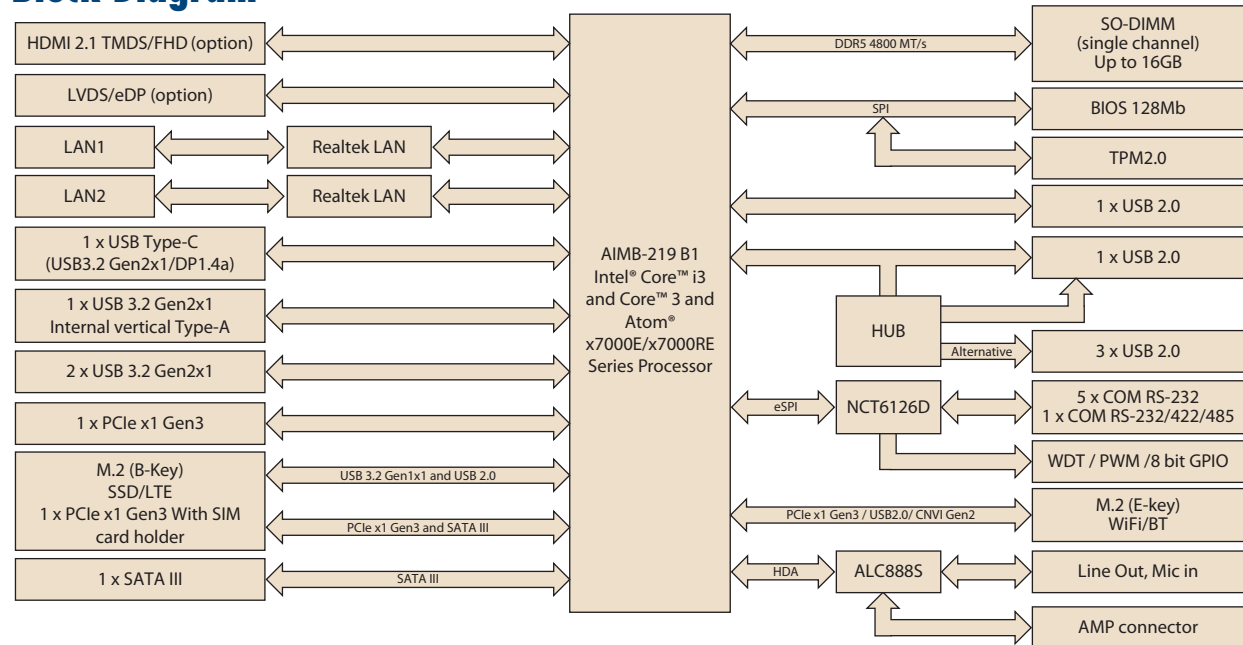 Block Diagram
HDMI 2.1 TMDS/FHD (option)
LVDS/eDP (option)
LAN1
Realtek LAN
LAN2
Realtek LAN
1 x USB Type-C
(USB3.2 Gen2x1/DP1.4a)
1 x USB 3.2 Gen2x1
Internal vertical Type-A
2 x USB 3.2 Gen2x1
1 x PCIe x1 Gen3
M.2 (B-Key)
SSD/LTE
1 x PCIe x1 Gen3 With SIM
card holder
USB 3.2 Gen1x1 and USB 2.0
PCIe x1 Gen3 and SATA III
1 x SATA III
SATA III
AIMB-219 B1
Intel® Core™ i3
and Core™ 3 and
Atom®
x7000E/x7000RE
Series Processor
DDR5 4800 MT/s
SO-DIMM
(single channel)
Up to 16GB
SPI
BIOS 128Mb
TPM2.0
1 x USB 2.0
1 x USB 2.0
HUB
Alternative
3 x USB 2.0
eSPI
NCT6126D
5 x COM RS-232
1 x COM RS-232/422/485
WDT / PWM /8 bit GPIO
PCIe x1 Gen3 / USB2.0/ CNVI Gen2
M.2 (E-key)
WiFi/BT
HDA
ALC888S
Line Out, Mic in
AMP connector